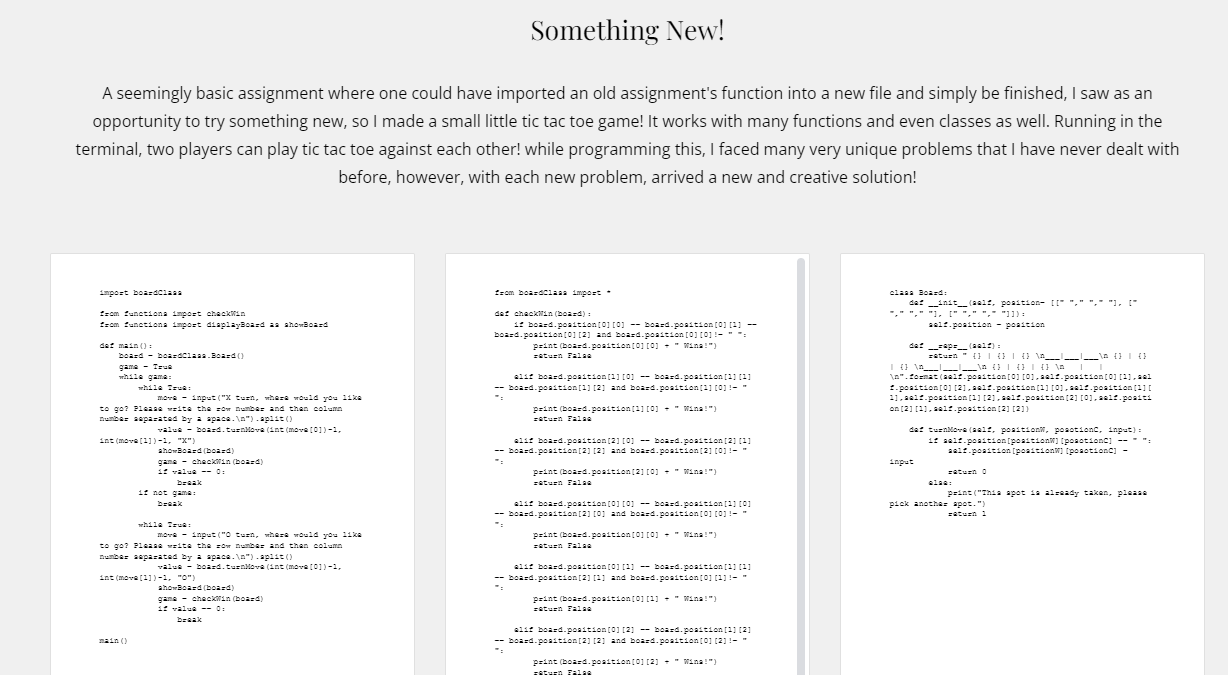 Something New!
A seemingly basic assignment where one could have imported an old assignment's function into a new file and simply be finished, I saw as an
opportunity to try something new, so I made a small little tic tac toe game! It works with many functions and even classes as well. Running in the
terminal, two players can play tic tac toe against each other! while programming this, I faced many very unique problems that I have never dealt with
before, however, with each new problem, arrived a new and creative solution!
import boardClass
from functions import checkWin
from functions import displayBoard as showBoard
def main():
board = boardClass.Board()
game = True
while game:
while True:
move = input("X turn, where would you like
to go? Please write the row number and then column
number separated by a space.\n").split()
value = board.turnMove(int(move[0])-1,
int(move[1])-1, "X")
showBoard(board)
game = checkWin(board)
if value == 0:
break
if not game:
break
while True:
move = input("O turn, where would you like
to go? Please write the row number and then column
number separated by a space.\n").split()
value = board.turnMove(int(move[0])-1,
int(move[1])-1, "O")
showBoard(board)
game = checkWin(board)
if value == 0:
break
main()
from boardClass import *
def checkWin(board):
if board.position[0][0] == board.position[0][1] ==
board.position[0][2] and board.position[0][0]!= " ":
print(board.position[0][0] + " Wins!")
return False
elif board.position[1][0] == board.position[1][1]
== board.position[1][2] and board.position[1][0]!= "
":
print(board.position[1][0] + " Wins!")
return False
elif board.position[2][0] == board.position[2][1]
== board.position[2][2] and board.position[2][0]!= "
":
print(board.position[2][0] + " Wins!")
return False
elif board.position[0][0] == board.position[1][0]
== board.position[2][0] and board.position[0][0]!= "
":
print(board.position[0][0] + " Wins!")
return False
elif board.position[0][1] == board.position[1][1]
== board.position[2][1] and board.position[0][1]!= "
":
print(board.position[0][1] + " Wins!")
return False
elif board.position[0][2] == board.position[1][2]
== board.position[2][2] and board.position[0][2]!= "
":
print(board.position[0][2] + " Wins!")
return False
class Board:
def __init__(self, position= [[" "," "," "], ["
"," "," "], [" "," "," "]]):
self.position = position
def __repr__(self):
return " {} | {} | {} \n___|___|___\n {} | {}
| {} \n___|___|___\n {} | {} | {} \n   |   |
\n".format(self.position[0][0],self.position[0][1],sel
f.position[0][2],self.position[1][0],self.position[1][
1],self.position[1][2],self.position[2][0],self.positi
on[2][1],self.position[2][2])
def turnMove(self, positionW, posotionC, input):
if self.position[positionW][posotionC] == " ":
self.position[positionW][posotionC] =
input
return 0
else:
print("This spot is already taken, please
pick another spot.")
return 1